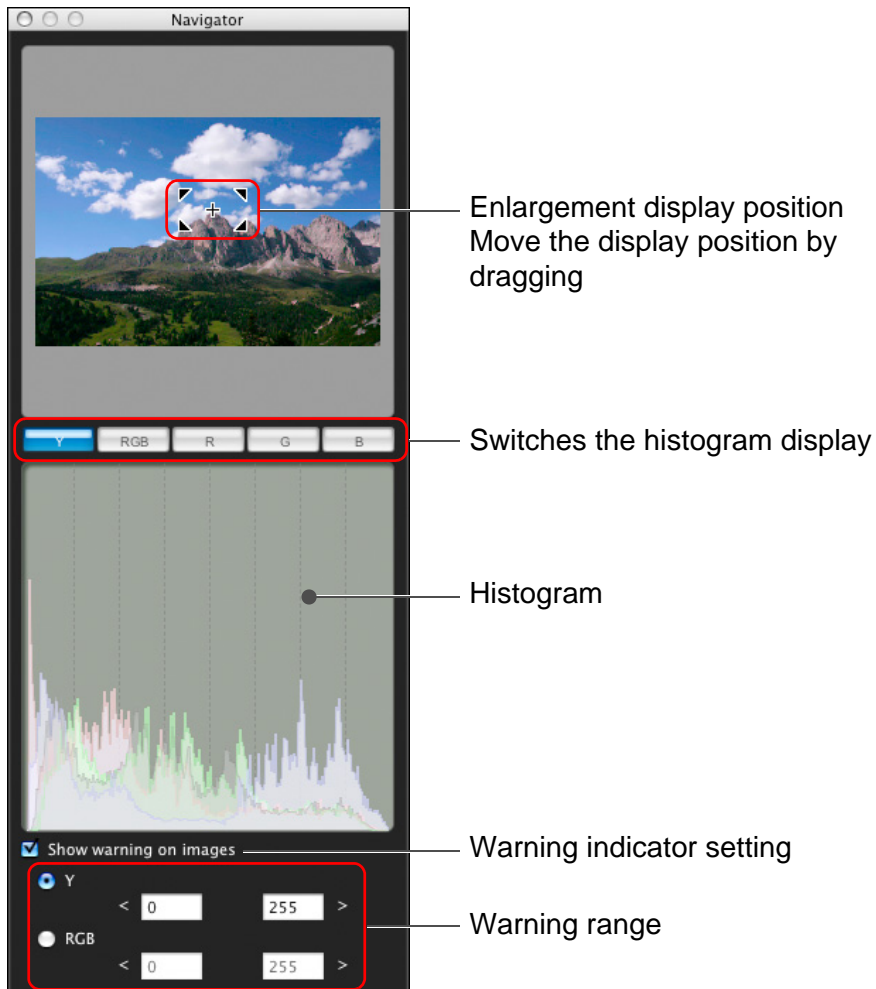 Navigator
Enlargement display position
Move the display position by
dragging
Y RGB R G B
Switches the histogram display
Histogram
Show warning on images
Warning indicator setting
Y
< 0 255 >
Warning range
RGB
< 0 255 >